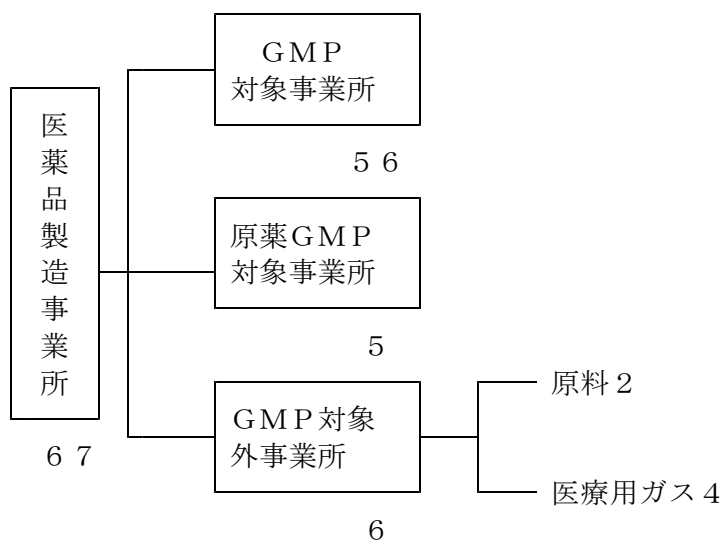 医薬品製造事業所
６７
ＧＭＰ
対象事業所
５６
原薬ＧＭＰ
対象事業所
５
ＧＭＰ対象
外事業所
６
原料２
医療用ガス４